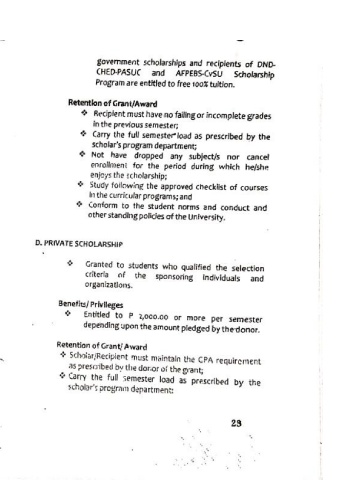 government scholarships and recipients of DND-
CHED-PASUC and AFPEBS-CvSU Scholarship
Program are entitled to free 100% tuition.
Retention of Grant/Award
❖ Recipient must have no failing or incomplete grades
in the previous semester;
❖ Carry the full semester load as prescribed by the
scholar's program department;
❖ Not have dropped any subject/s nor cancel
enrollment for the period during which he/she
enjoys the scholarship;
❖ Study following the approved checklist of courses
in the curricular programs; and
❖ Conform to the student norms and conduct and
other standing policies of the University.
D. PRIVATE SCHOLARSHIP
❖ Granted to students who qualified the selection
criteria of the sponsoring individuals and
organizations.
Benefits/ Privileges
❖ Entitled to P 2,000.00 or more per semester
depending upon the amount pledged by the donor.
Retention of Grant/ Award
❖ Scholar/Recipient must maintain the CPA requirement
as prescribed by the donor of the grant;
❖ Carry the full semester load as prescribed by the
scholar's program department;
23